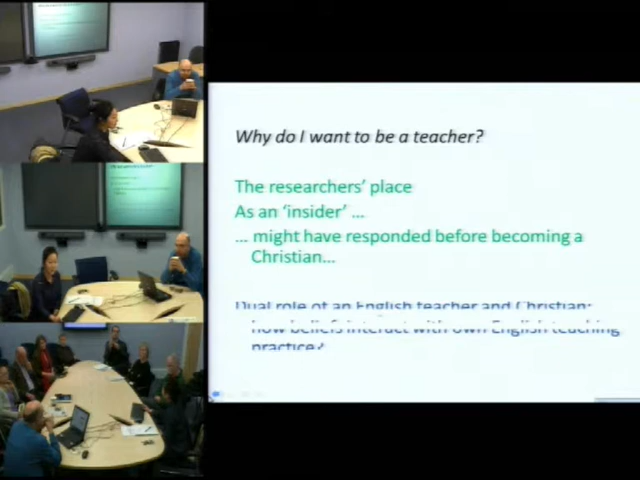 Why do I want to be a teacher?
The researchers' place
As an 'insider' ...
... might have responded before becoming a
Christian...
Dual role of an English teacher and Christian:
how beliefs interact with own English teaching
practice?